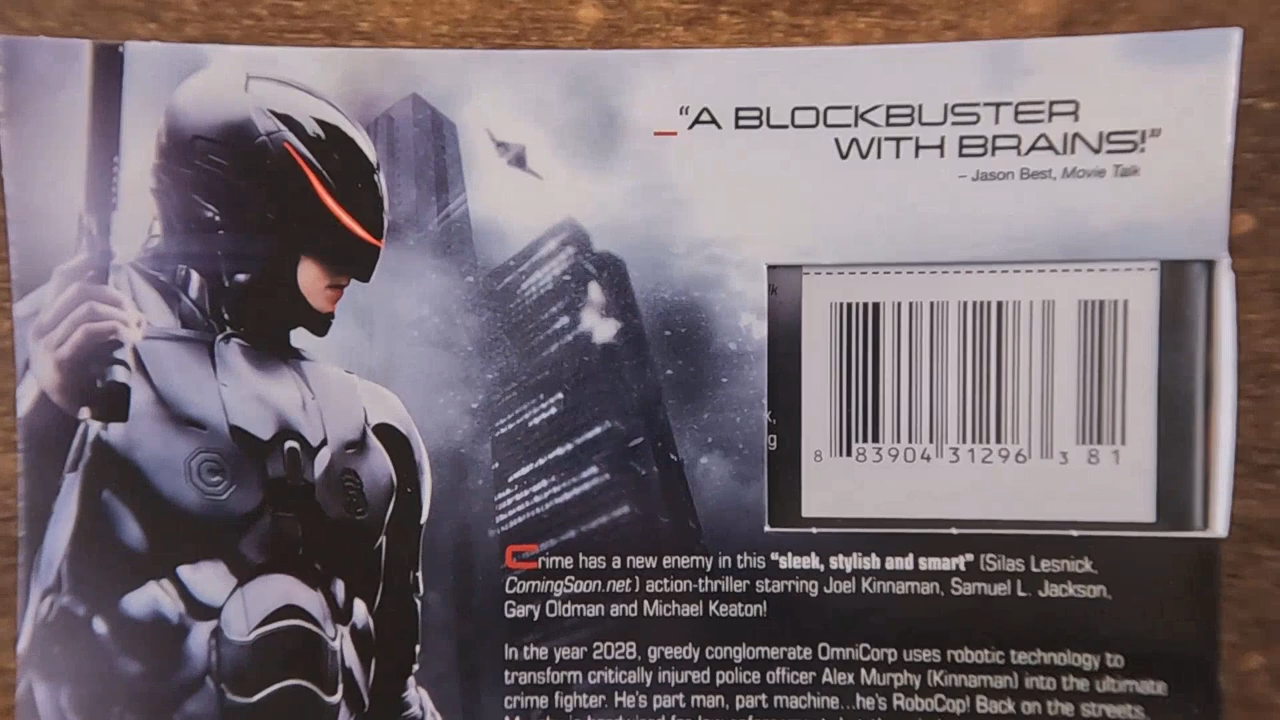 “A BLOCKBUSTER
WITH BRAINS!”
– Jason Best, Movie Talk
8 83904 31296 3 81
Crime has a new enemy in this “sleek, stylish and smart” (Silas Lesnick,
ComingSoon.net) action-thriller starring Joel Kinnaman, Samuel L. Jackson,
Gary Oldman and Michael Keaton!
In the year 2028, greedy conglomerate OmniCorp uses robotic technology to
transform critically injured police officer Alex Murphy (Kinnaman) into the ultimate
crime fighter. He's part man, part machine...he's RoboCop! Back on the streets,